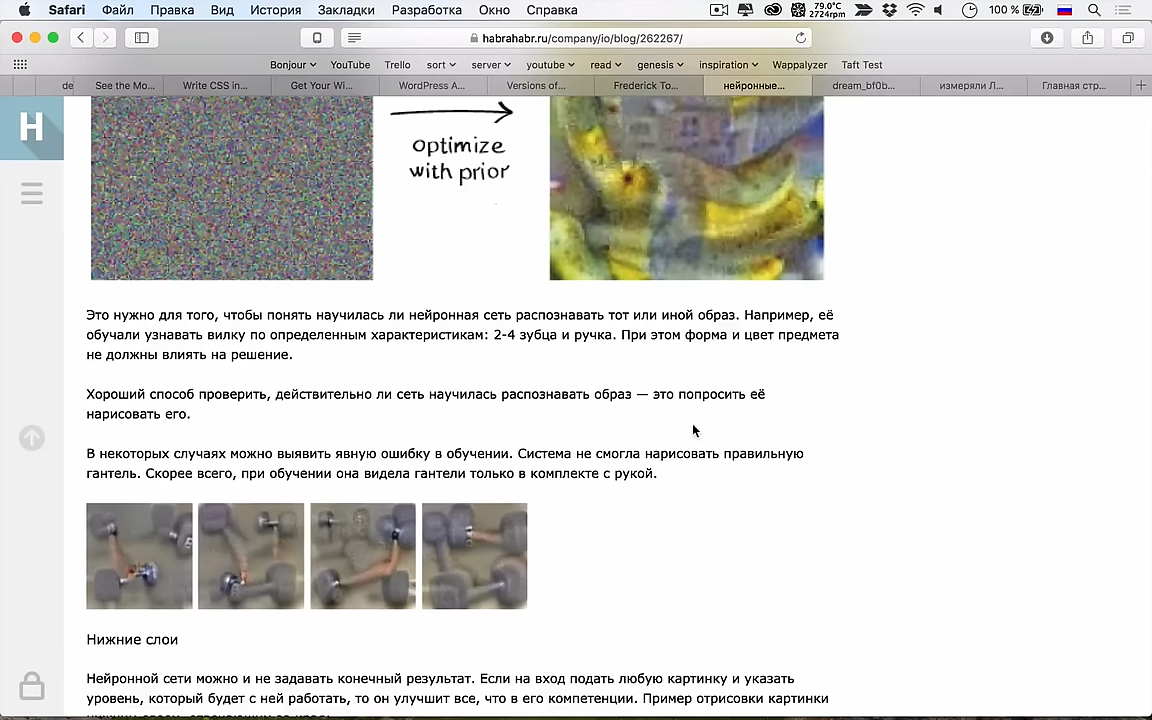 Safari Файл Правка Вид История Закладки Разработка Окно Справка 79.0°C 2724rpm 100 %
habrahabr.ru/company/io/blog/262267/
Bonjour YouTube Trello sort server youtube read genesis inspiration Wappalyzer Taft Test
de See the Mo... Write CSS in... Get Your Wi... WordPress A... Versions of... Frederick To... нейронные... dream_bf0b... измеряли Л... Главная стр...
H
optimize
with prior
Это нужно для того, чтобы понять научилась ли нейронная сеть распознавать тот или иной образ. Например, её
обучали узнавать вилку по определенным характеристикам: 2-4 зубца и ручка. При этом форма и цвет предмета
не должны влиять на решение.
Хороший способ проверить, действительно ли сеть научилась распознавать образ — это попросить её
нарисовать его.
В некоторых случаях можно выявить явную ошибку в обучении. Система не смогла нарисовать правильную
гантель. Скорее всего, при обучении она видела гантели только в комплекте с рукой.
Нижние слои
Нейронной сети можно и не задавать конечный результат. Если на вход подать любую картинку и указать
уровень, который будет с ней работать, то он улучшит все, что в его компетенции. Пример отрисовки картинки